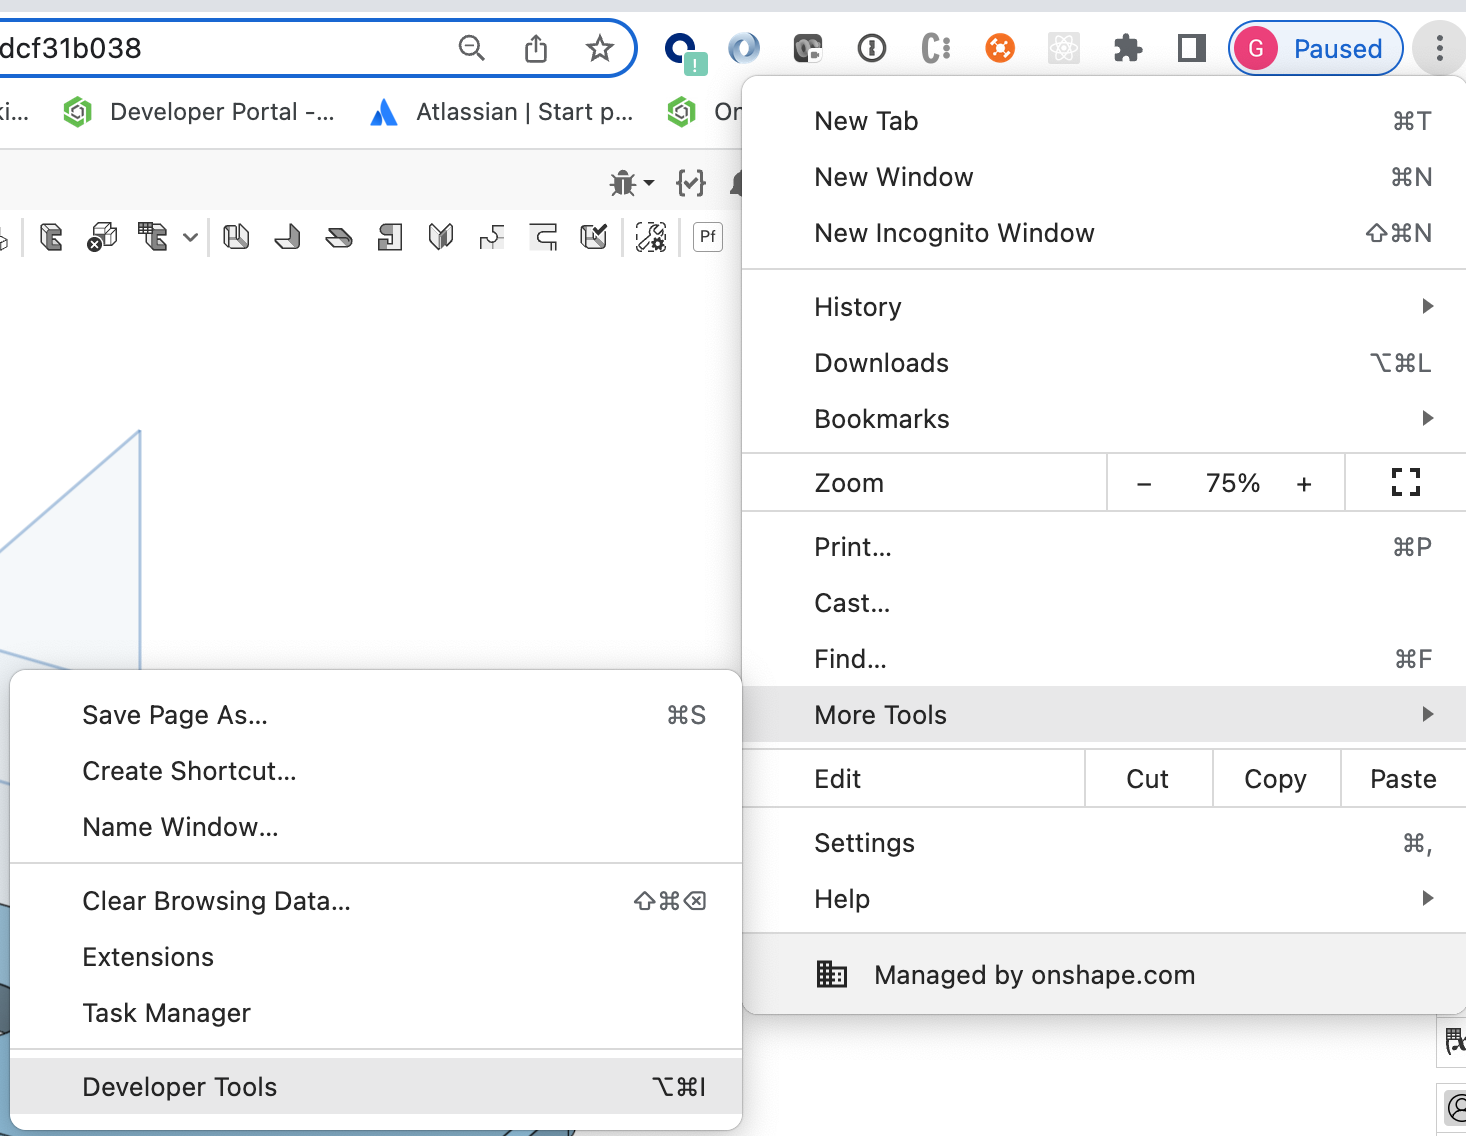 dcf31b038
G Paused
ki... Developer Portal -... Atlassian | Start p... On
Pf
New Tab ⌘T
New Window ⌘N
New Incognito Window ⇧⌘N
History
Downloads ⌥⌘L
Bookmarks
Zoom − 75% +
Print... ⌘P
Cast...
Find... ⌘F
More Tools
Edit Cut Copy Paste
Settings ⌘,
Help
Managed by onshape.com
Save Page As... ⌘S
Create Shortcut...
Name Window...
Clear Browsing Data... ⇧⌘⌫
Extensions
Task Manager
Developer Tools ⌥⌘I